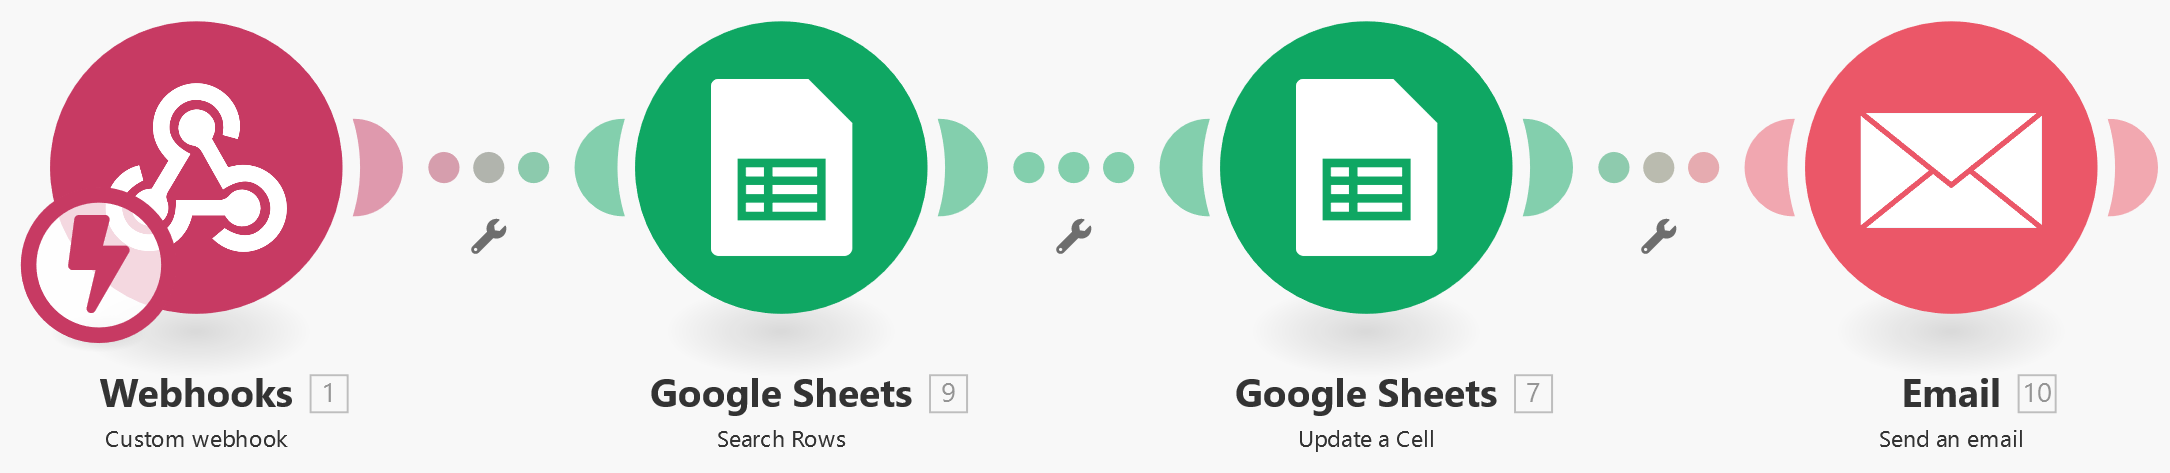 Webhooks 1
Custom webhook
Google Sheets 9
Search Rows
Google Sheets 7
Update a Cell
Email 10
Send an email